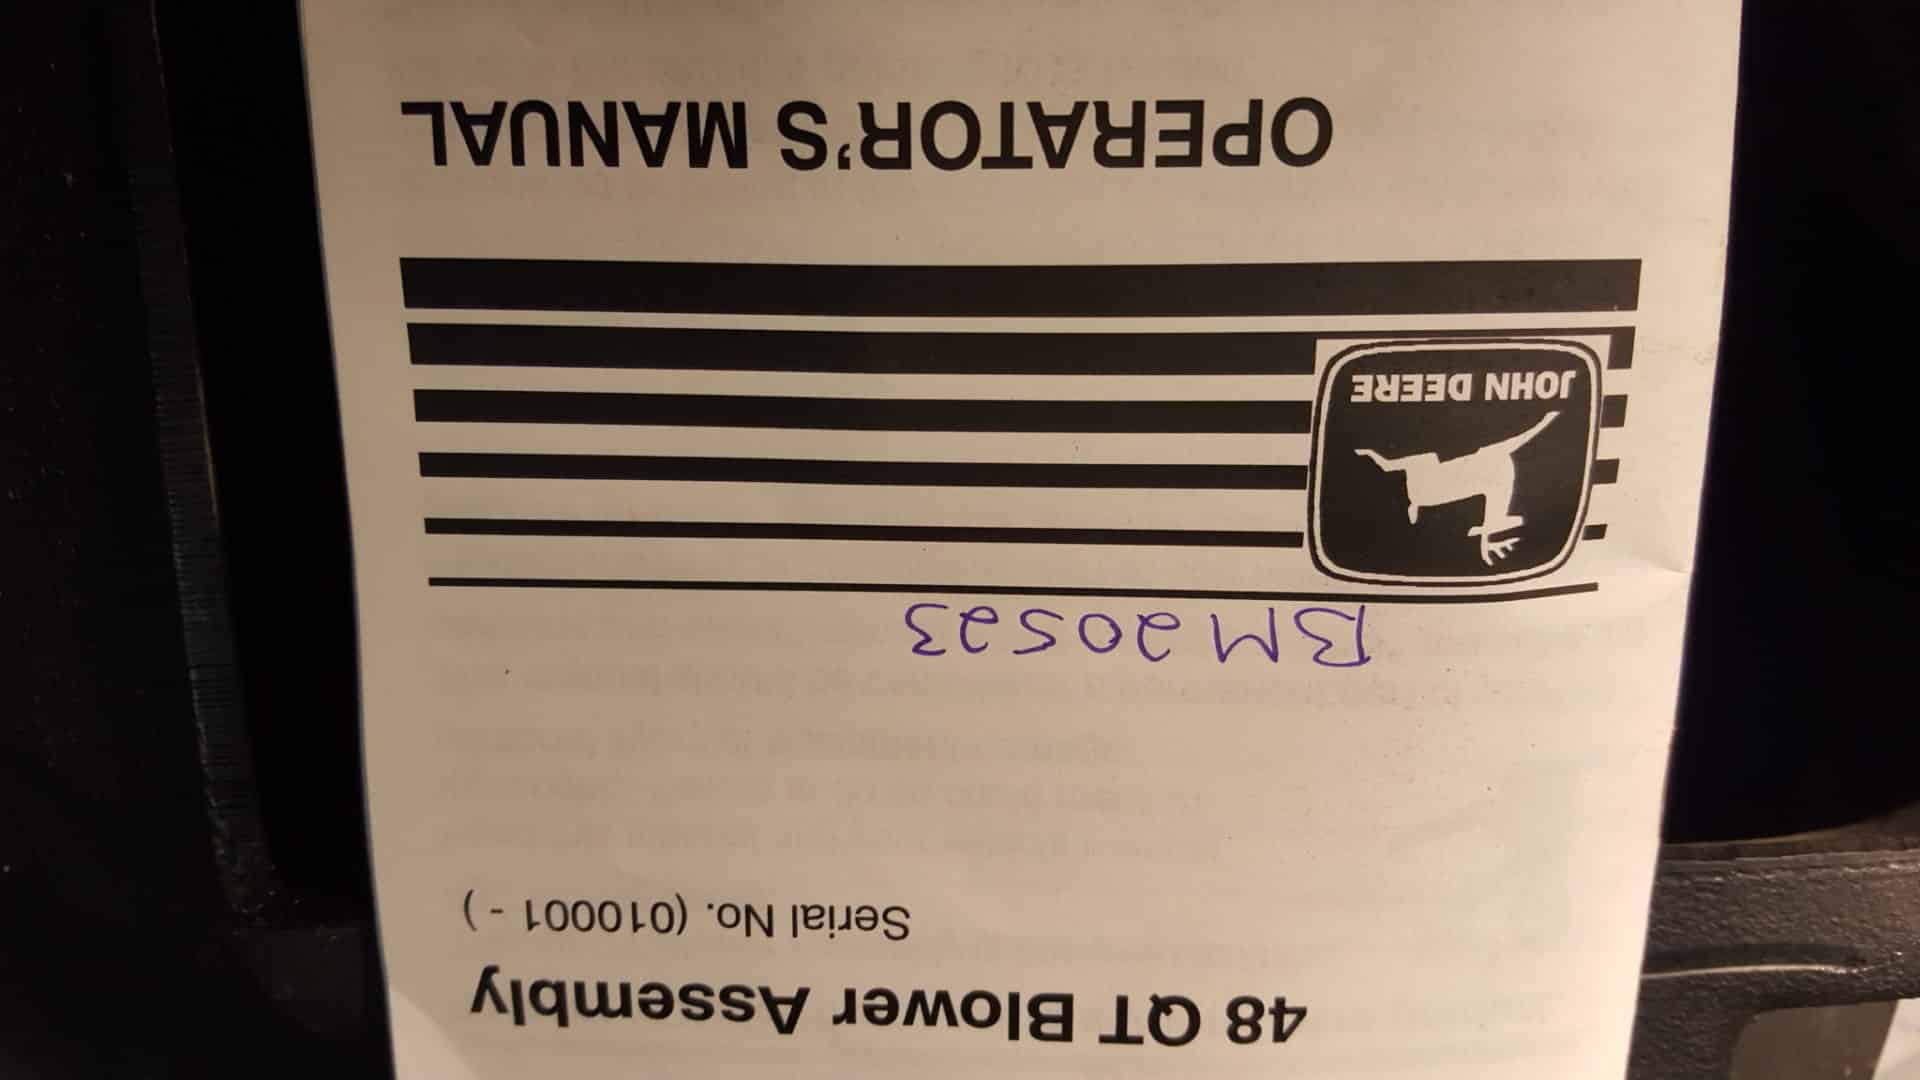 48 QT Blower Assembly
Serial No. (010001 - )
BM20523
JOHN DEERE
OPERATOR'S MANUAL